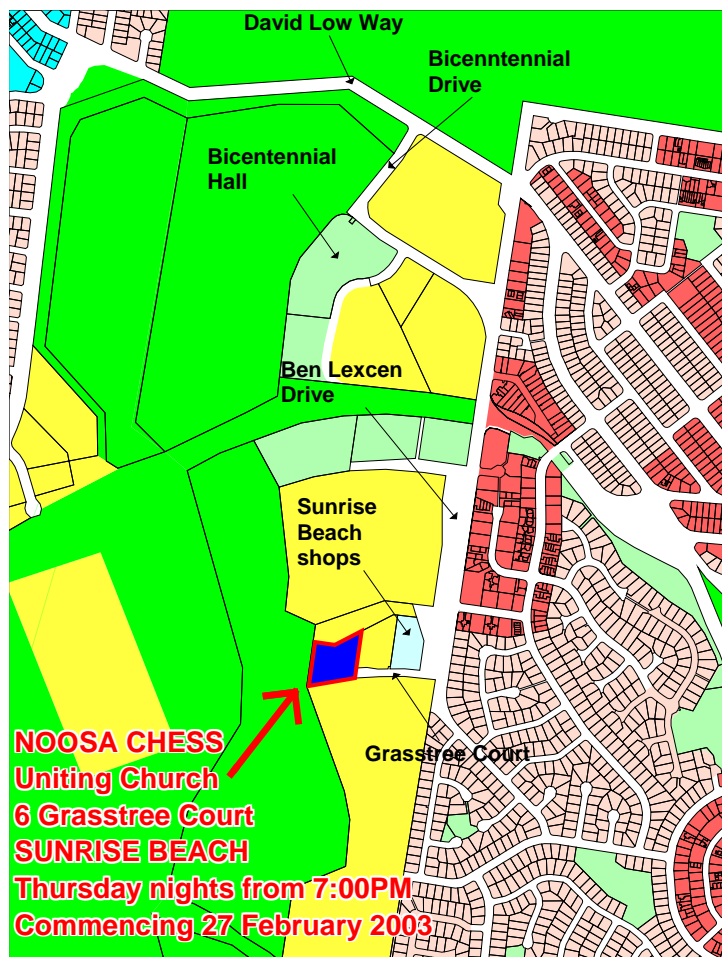 David Low Way
Bicenntennial
Drive
Bicentennial
Hall
Ben Lexcen
Drive
Sunrise
Beach
shops
Grasstree Court
NOOSA CHESS
Uniting Church
6 Grasstree Court
SUNRISE BEACH
Thursday nights from 7:00PM
Commencing 27 February 2003